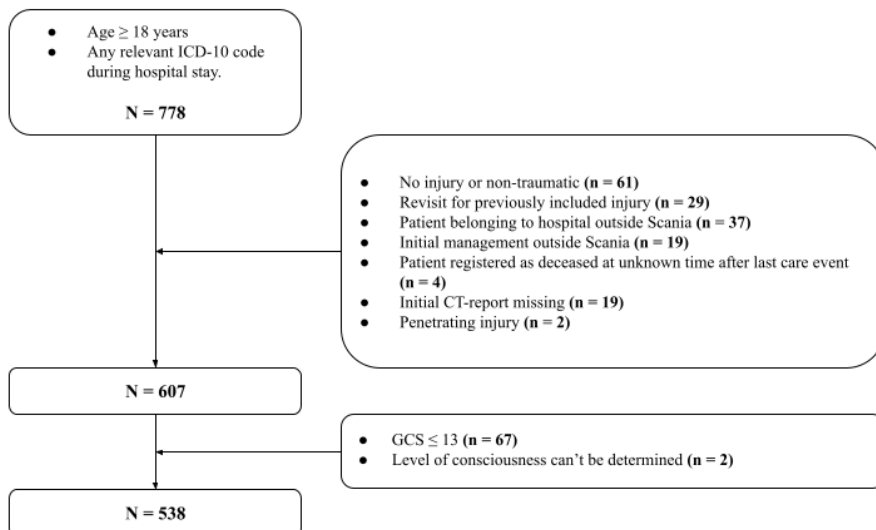 ● Age ≥ 18 years
● Any relevant ICD-10 code
during hospital stay.
N = 778
● No injury or non-traumatic (n = 61)
● Revisit for previously included injury (n = 29)
● Patient belonging to hospital outside Scania (n = 37)
● Initial management outside Scania (n = 19)
● Patient registered as deceased at unknown time after last care event
(n = 4)
● Initial CT-report missing (n = 19)
● Penetrating injury (n = 2)
N = 607
● GCS ≤ 13 (n = 67)
● Level of consciousness can’t be determined (n = 2)
N = 538